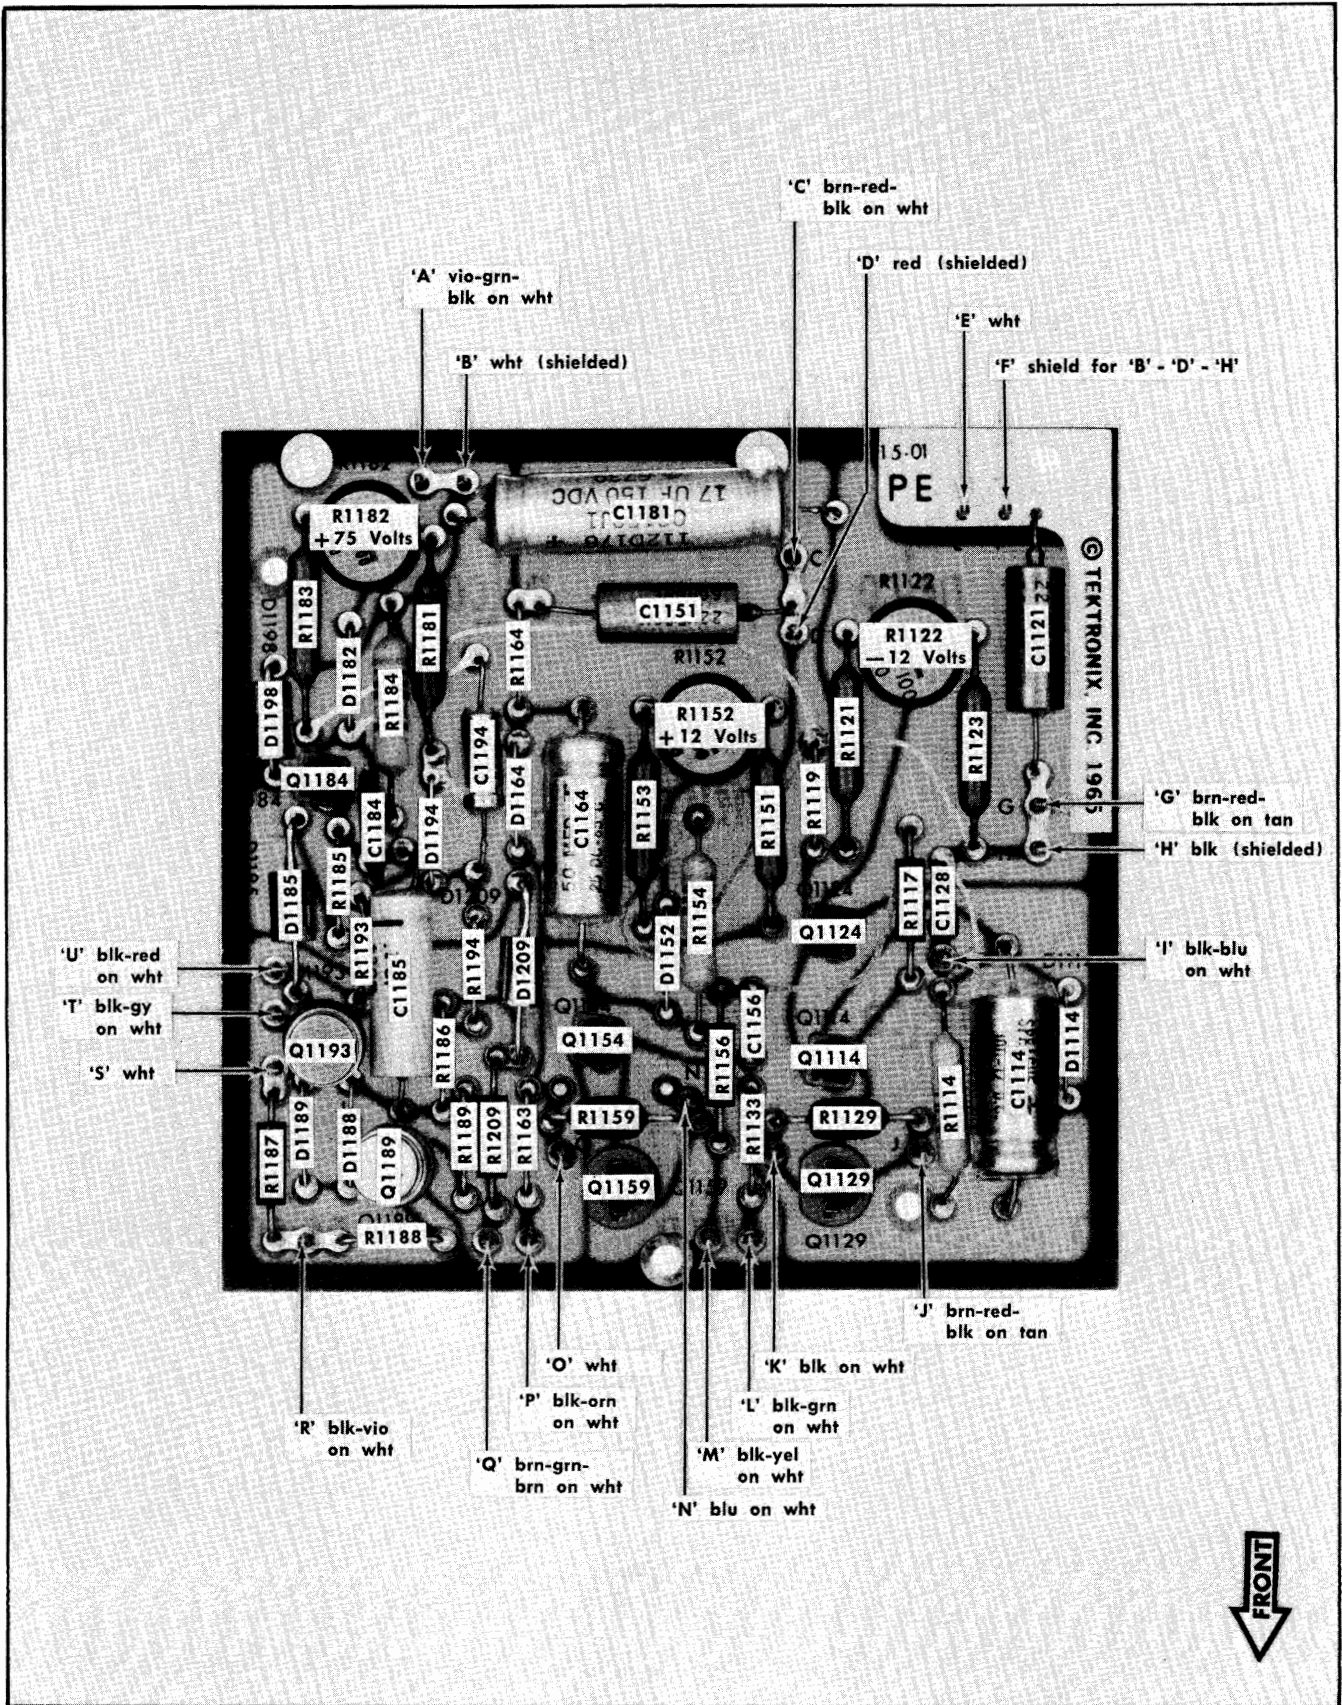 'C' brn-red-
blk on wht
'D' red (shielded)
'A' vio-grn-
blk on wht
'E' wht
'B' wht (shielded)
'F' shield for 'B' - 'D' - 'H'
15-01
PE
R1182
+75 Volts
17 UF 150 VDC
C1181
© TEKTRONIX, INC 1965
C
R1122
R1183
D1198
R1181
C1151
R1164
R1152
R1122
—12 Volts
C1121
D1182
R1184
D1198
C1194
R1152
+12 Volts
R1121
R1123
Q1184
C1184
D1194
D1164
C1164
R1153
R1151
R1119
G
'G' brn-red-
blk on tan
'H' blk (shielded)
D1185
R1185
R1193
C1185
R1194
D1209
D1152
R1154
Q1124
R1117
C1128
'U' blk-red
on wht
'I' blk-blu
on wht
'T' blk-gy
on wht
'S' wht
Q1193
R1186
Q1154
R1156
C1156
Q1114
R1114
C1114
D1114
R1187
D1189
D1188
Q1189
R1189
R1209
R1163
R1159
N
R1133
R1129
J
Q1159
Q1129
R1188
Q1129
'J' brn-red-
blk on tan
'O' wht
'K' blk on wht
'P' blk-orn
on wht
'L' blk-grn
on wht
'R' blk-vio
on wht
'M' blk-yel
on wht
'Q' brn-grn-
brn on wht
'N' blu on wht
FRONT